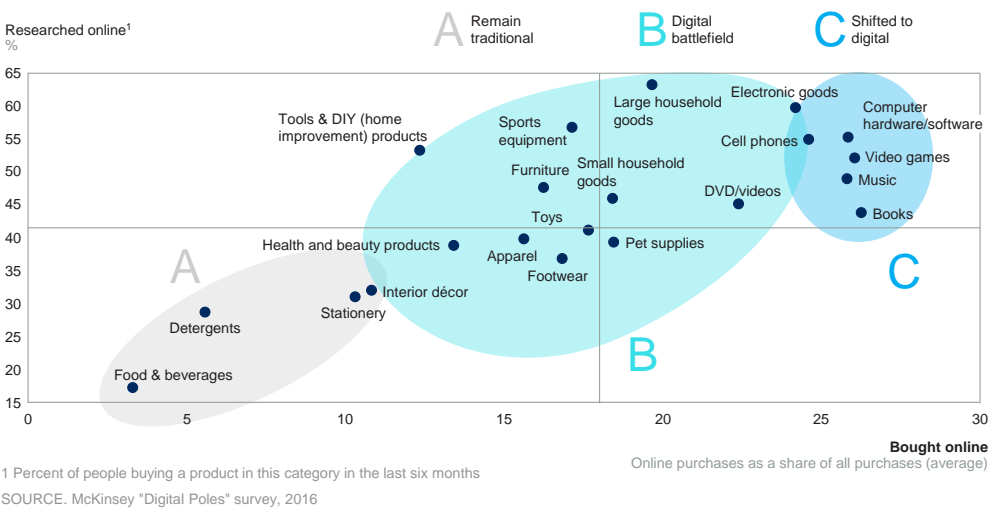 Researched online¹
%
A Remain
traditional
B Digital
battlefield
C Shifted to
digital
65
60
55
50
45
40
35
30
25
20
15
0
5
10
15
20
25
30
Tools & DIY (home
improvement) products
Sports
equipment
Large household
goods
Electronic goods
Computer
hardware/software
Cell phones
Video games
Furniture
Small household
goods
Music
DVD/videos
Books
Toys
Health and beauty products
Apparel
Pet supplies
Footwear
A
C
Interior décor
Stationery
Detergents
B
Food & beverages
Bought online
Online purchases as a share of all purchases (average)
1 Percent of people buying a product in this category in the last six months
SOURCE. McKinsey "Digital Poles" survey, 2016